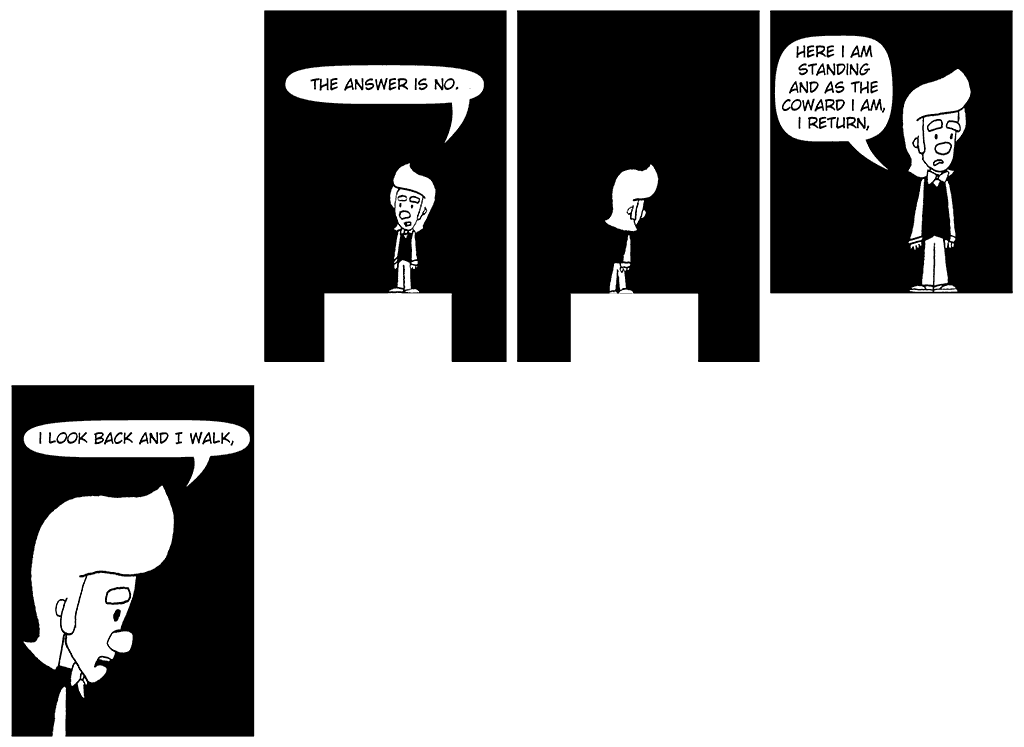 THE ANSWER IS NO.
HERE I AM
STANDING
AND AS THE
COWARD I AM,
I RETURN,
I LOOK BACK AND I WALK,